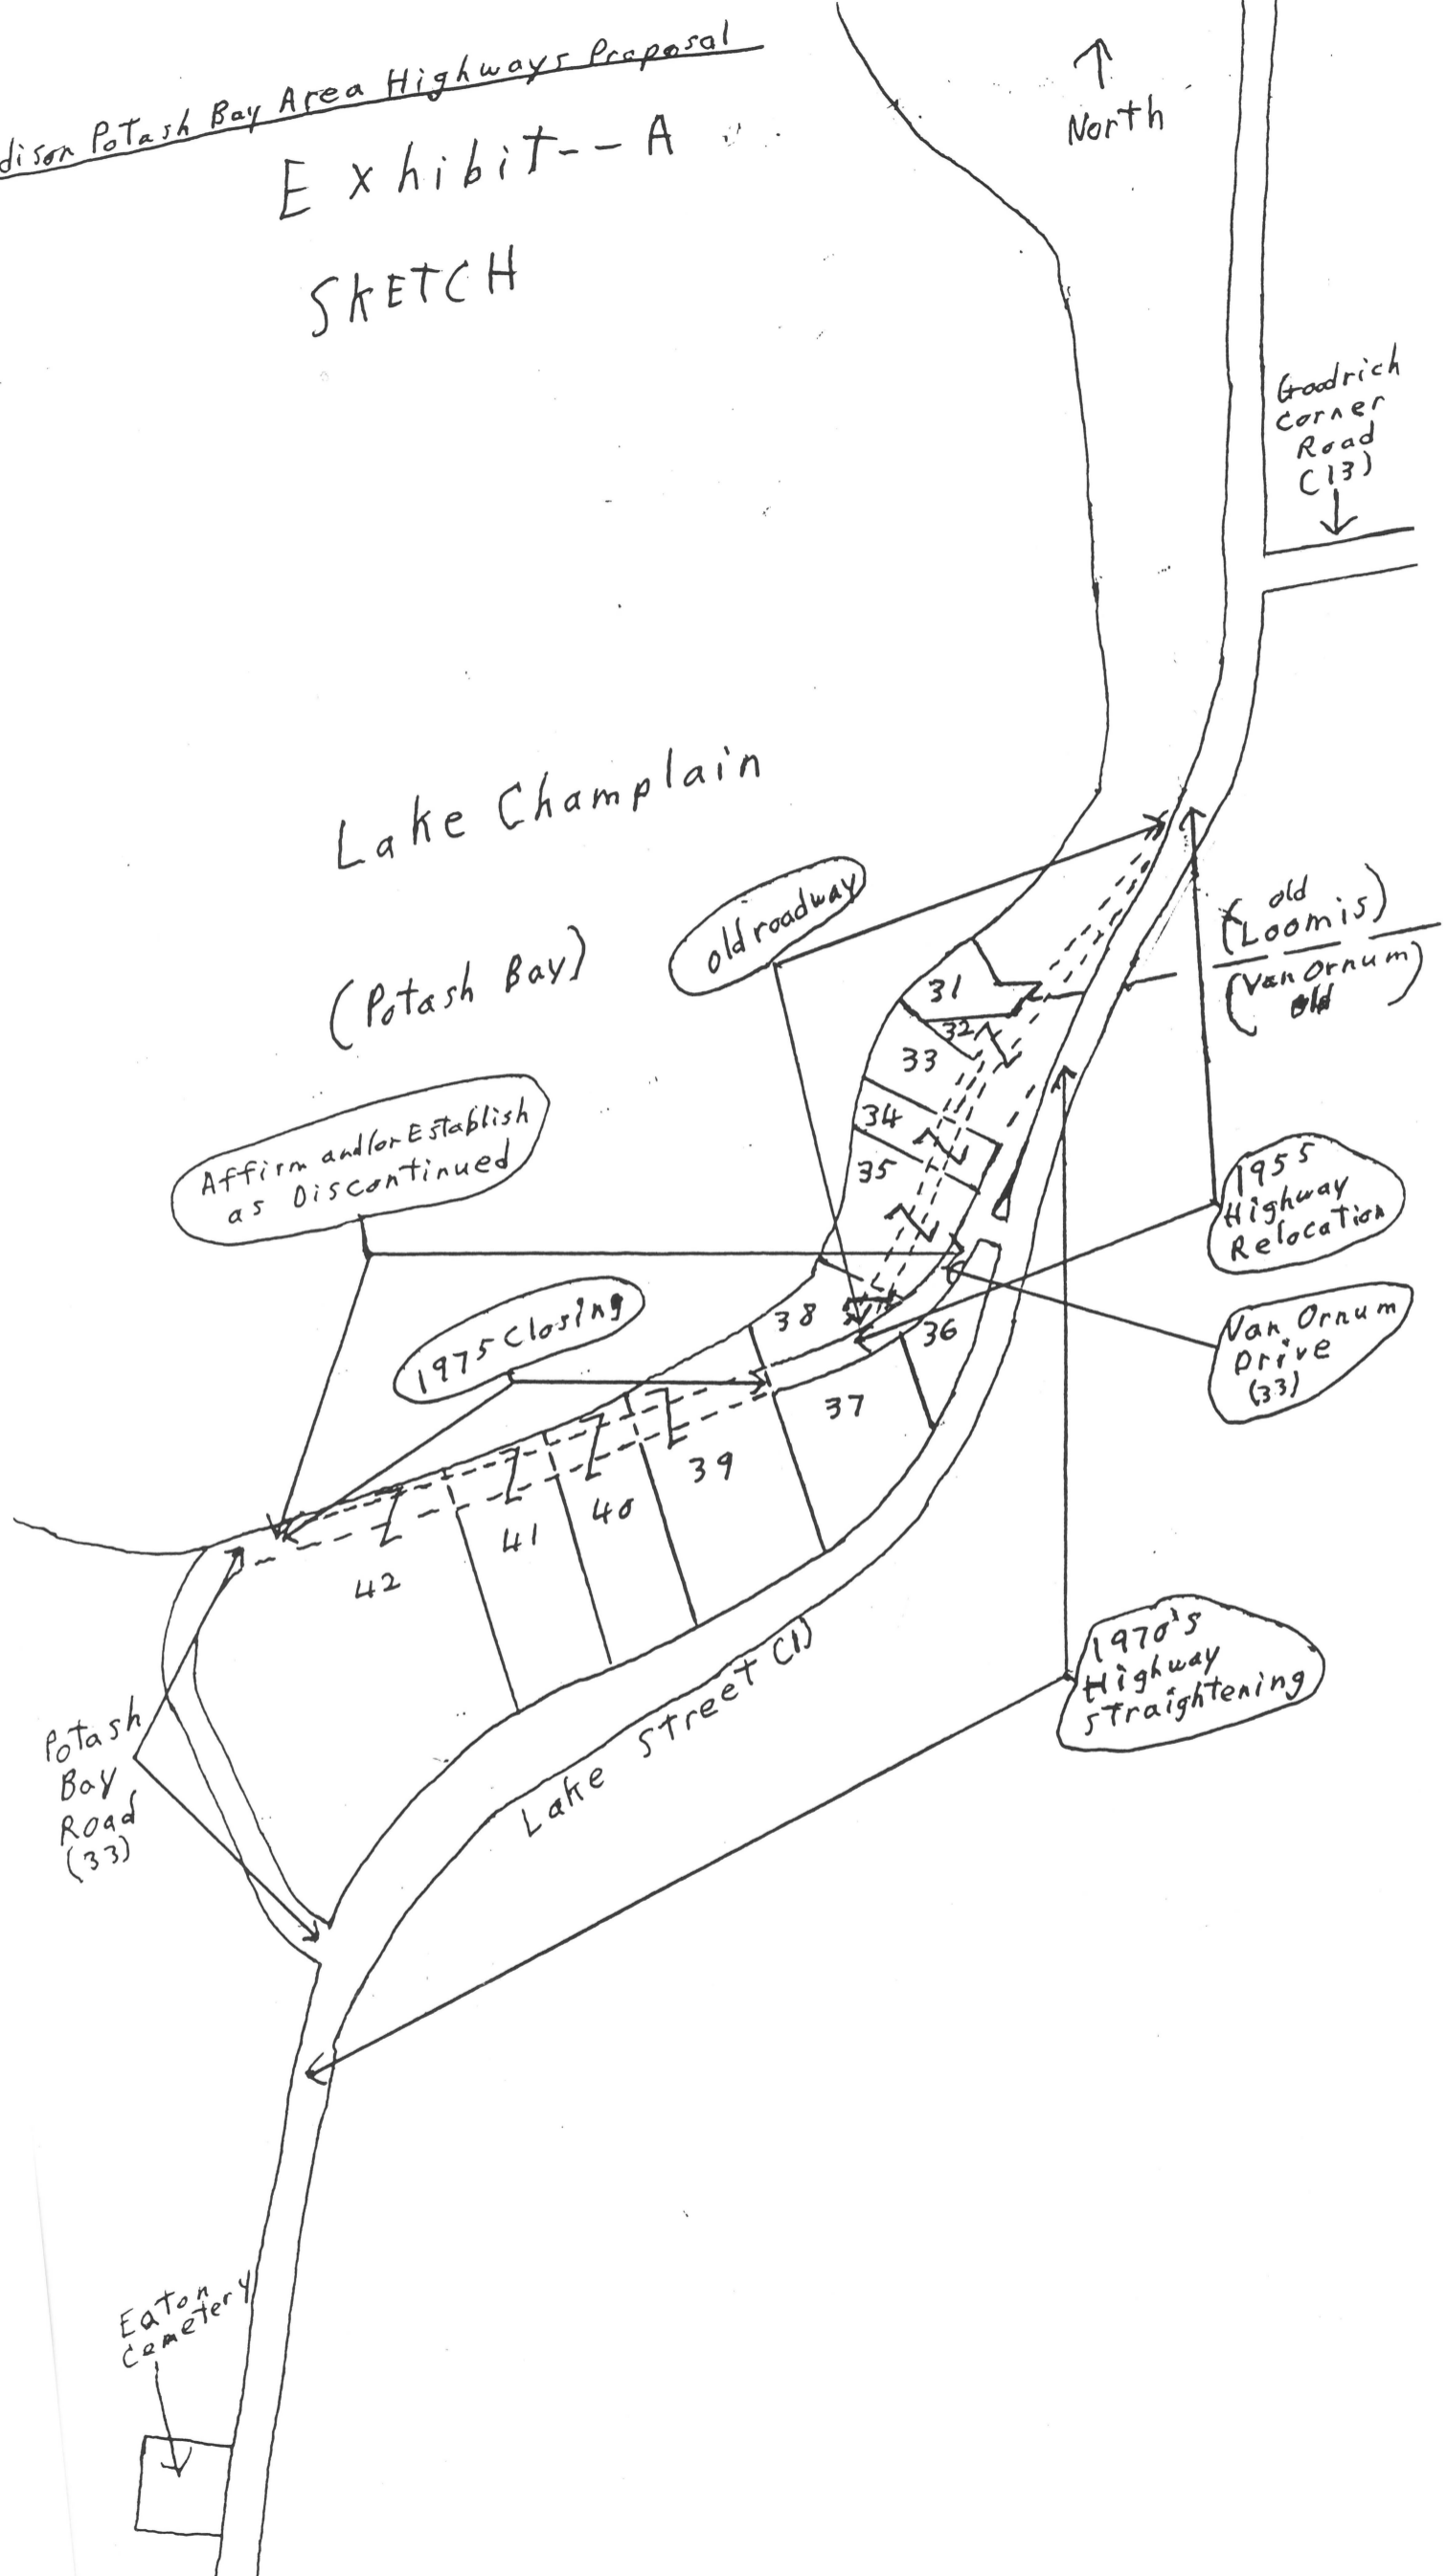 dison Potash Bay Area Highways Proposal
Exhibit--A
SKETCH
North
Goodrich
Corner
Road
(13)
Lake Champlain
(Potash Bay)
old roadway
old
(Loomis)
(Van Ornum)
old
31
32
33
34
35
Affirm and/or Establish
as Discontinued
1955
Highway
Relocation
1975 Closing
38
36
Van Ornum
Drive
(33)
37
39
40
41
42
1970's
Highway
Straightening
Lake Street (1)
Potash
Bay
Road
(33)
Eaton
Cemetery